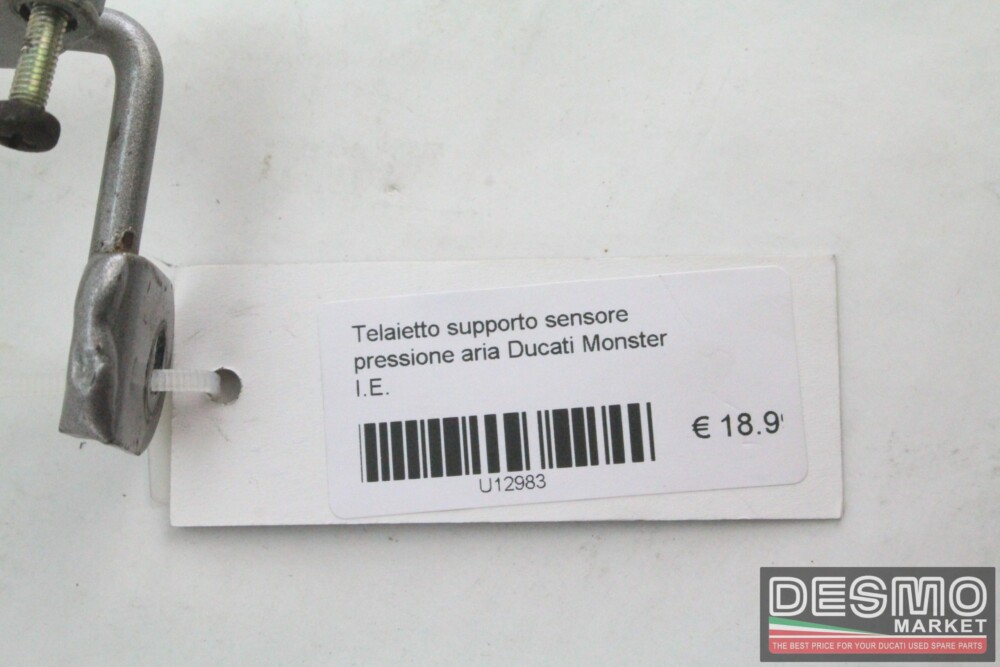 Telaietto supporto sensore
pressione aria Ducati Monster
I.E.
€ 18.9
U12983
DESMO
MARKET
THE BEST PRICE FOR YOUR DUCATI USED SPARE PARTS